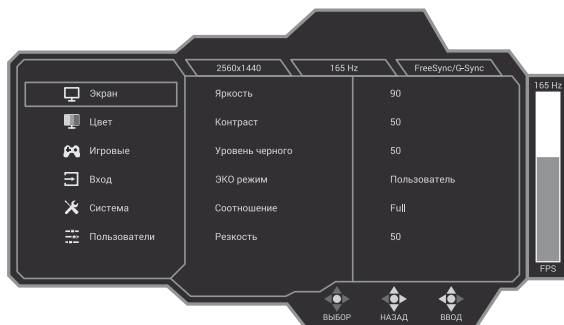 2560x1440 165 Hz FreeSync/G-Sync
165 Hz
Экран Яркость 90
Цвет Контраст 50
Игровые Уровень черного 50
Вход ЭКО режим Пользователь
Система Соотношение Full
Пользователи Резкость 50
FPS
ВЫБОР НАЗАД ВВОД